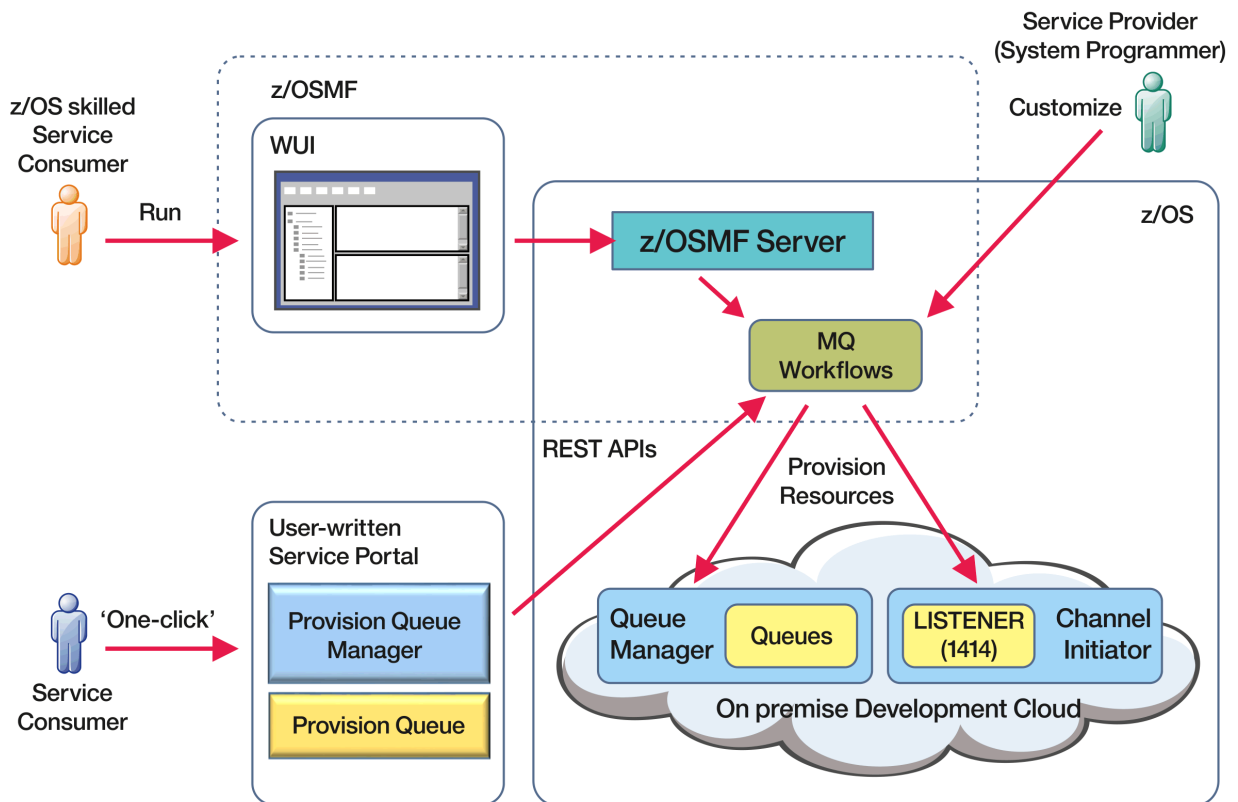 Service Provider
(System Programmer)
Customize
z/OSMF
z/OS skilled
Service
Consumer
Run
WUI
z/OS
z/OSMF Server
MQ
Workflows
REST APIs
Provision
Resources
User-written
Service Portal
Provision Queue
Manager
Provision Queue
'One-click'
Service
Consumer
Queue
Manager
Queues
LISTENER
(1414)
Channel
Initiator
On premise Development Cloud